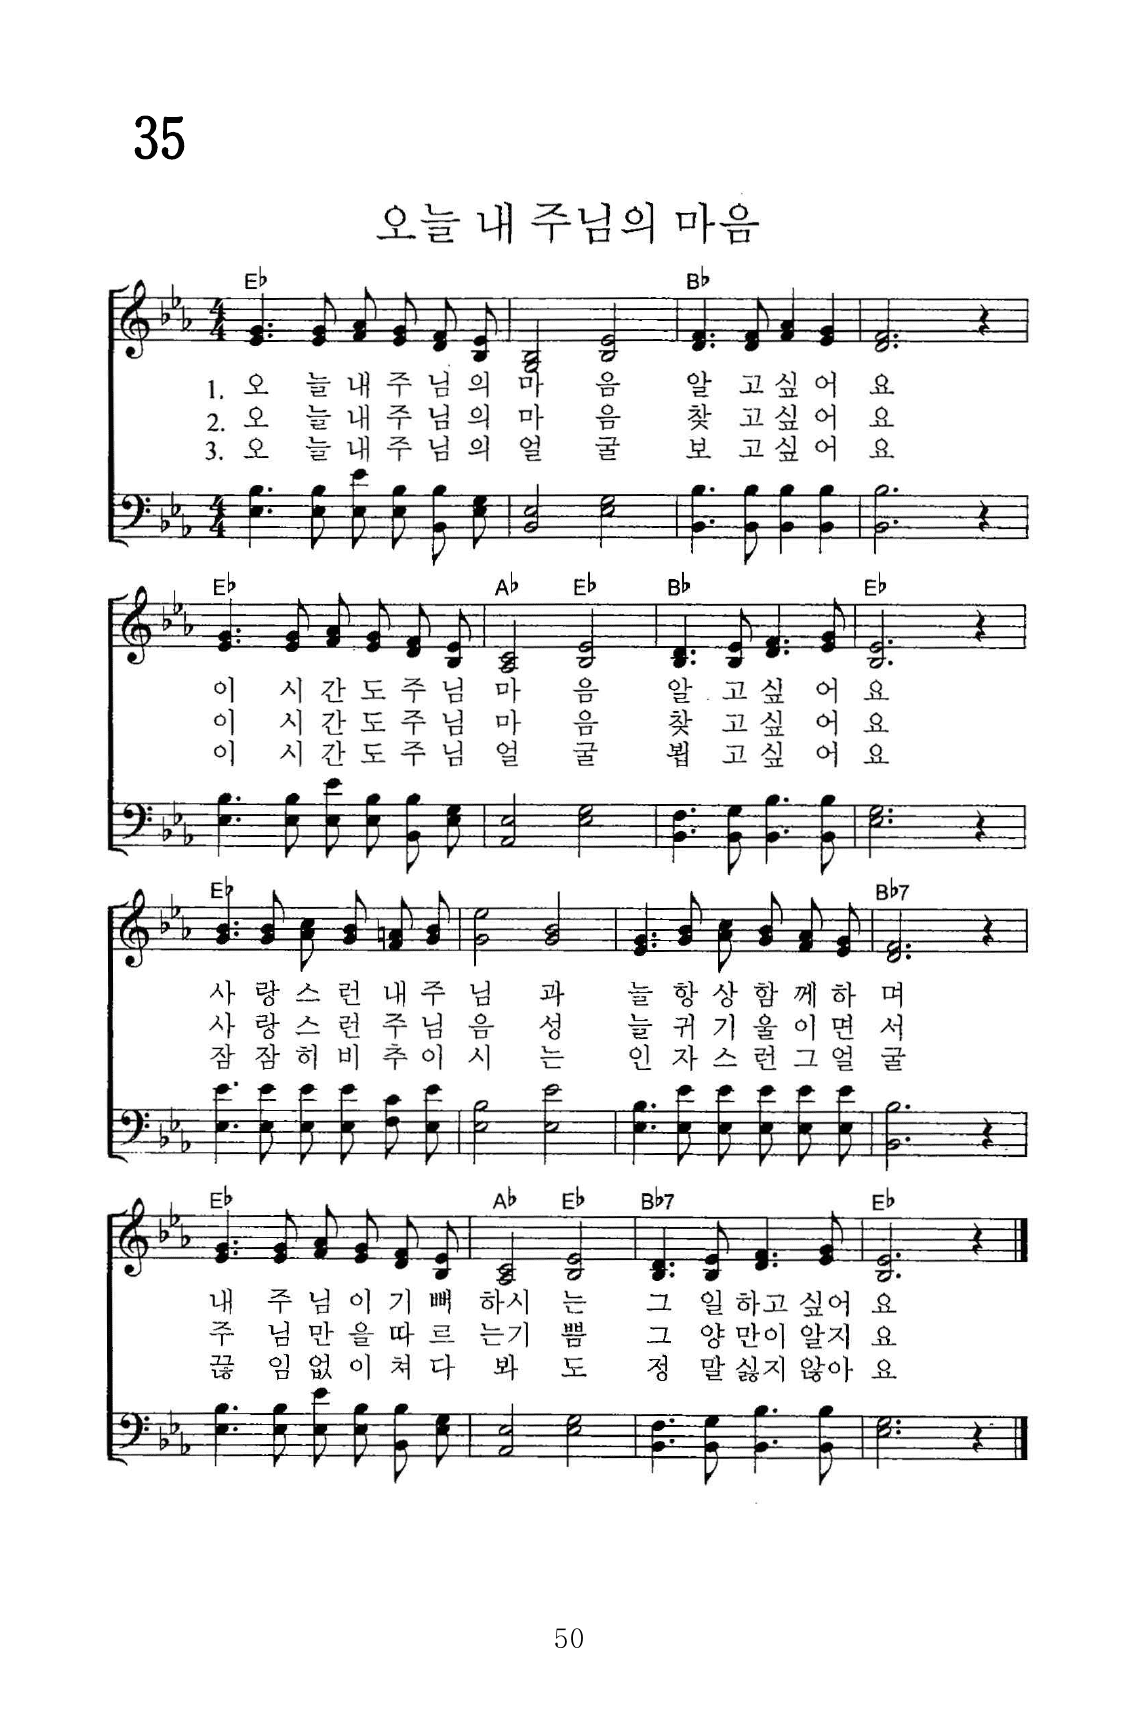 35
오늘 내 주님의 마음
E♭ B♭
1. 오 늘 내 주 님 의 마 음 알 고 싶 어 요
2. 오 늘 내 주 님 의 마 음 찾 고 싶 어 요
3. 오 늘 내 주 님 의 얼 굴 보 고 싶 어 요
E♭ A♭ E♭ B♭ E♭
이 시 간 도 주 님 마 음 알 고 싶 어 요
이 시 간 도 주 님 마 음 찾 고 싶 어 요
이 시 간 도 주 님 얼 굴 뵙 고 싶 어 요
E♭ B♭7
사 랑 스 런 내 주 님 과 늘 항 상 함 께 하 며
사 랑 스 런 주 님 음 성 늘 귀 기 울 이 면 서
잠 잠 히 비 추 이 시 는 인 자 스 런 그 얼 굴
E♭ A♭ E♭ B♭7 E♭
내 주 님 이 기 뻐 하시 는 그 일 하고 싶어 요
주 님 만 을 따 르 는기 쁨 그 양 만이 알지 요
끊 임 없 이 쳐 다 봐 도 정 말 싫지 않아 요
50